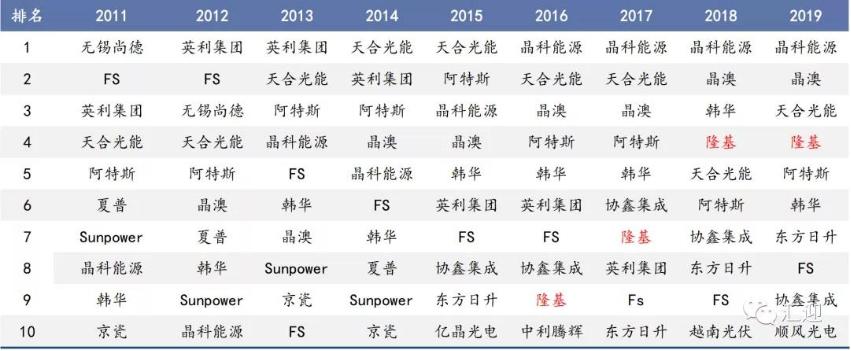 排名 2011 2012 2013 2014 2015 2016 2017 2018 2019
1 无锡尚德 英利集团 英利集团 天合光能 天合光能 晶科能源 晶科能源 晶科能源 晶科能源
2 FS FS 天合光能 英利集团 阿特斯 天合光能 天合光能 晶澳 晶澳
3 英利集团 无锡尚德 阿特斯 阿特斯 晶科能源 晶澳 晶澳 韩华 天合光能
4 天合光能 天合光能 晶科能源 晶澳 晶澳 阿特斯 阿特斯 隆基 隆基
5 阿特斯 阿特斯 FS 晶科能源 韩华 韩华 韩华 天合光能 阿特斯
6 夏普 晶澳 韩华 FS 英利集团 英利集团 协鑫集成 阿特斯 韩华
7 Sunpower 夏普 晶澳 韩华 FS FS 隆基 协鑫集成 东方日升
8 晶科能源 韩华 Sunpower 夏普 协鑫集成 协鑫集成 英利集团 东方日升 FS
9 韩华 Sunpower 京瓷 Sunpower 东方日升 隆基 Fs FS 协鑫集成
10 京瓷 晶科能源 FS 京瓷 亿晶光电 中利腾辉 东方日升 越南光伏 顺风光电
汇迎